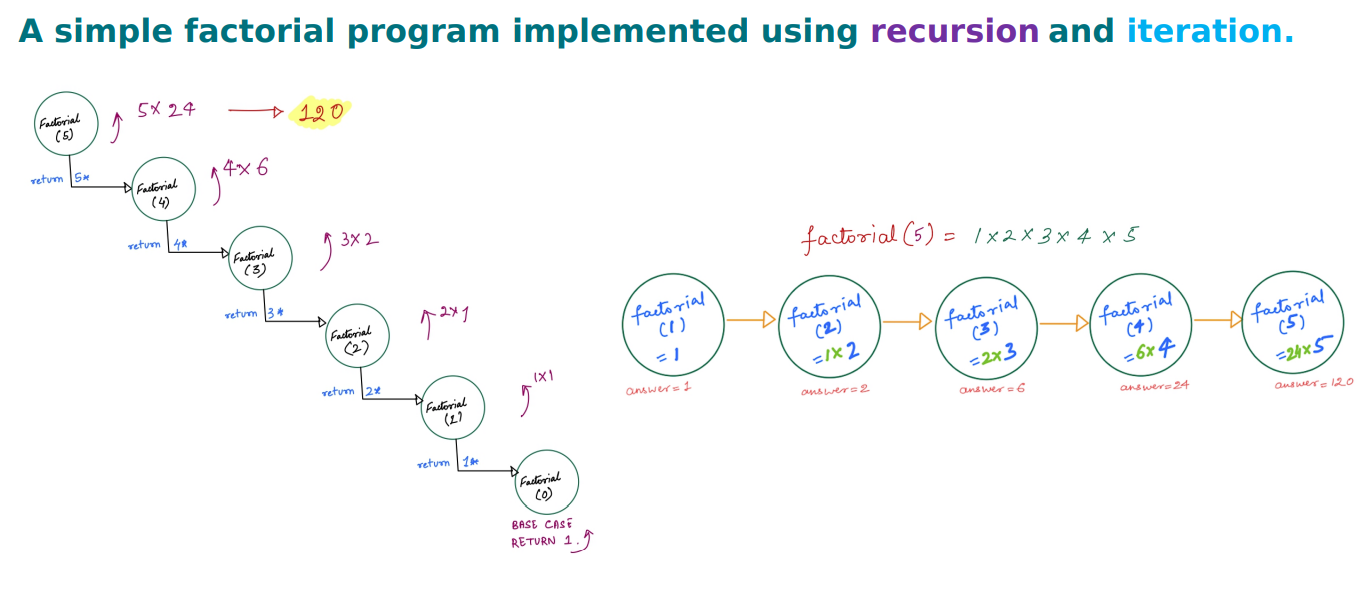 A simple factorial program implemented using recursion and iteration.
Factorial
(5)
5 x 24
120
return 5*
Factorial
(4)
4 x 6
return 4*
Factorial
(3)
3 x 2
return 3*
Factorial
(2)
2 x 1
return 2*
Factorial
(1)
1 x 1
return 1*
Factorial
(0)
BASE CASE
RETURN 1.
factorial (5) = 1 x 2 x 3 x 4 x 5
factorial
(1)
= 1
answer = 1
factorial
(2)
= 1 x 2
answer = 2
factorial
(3)
= 2 x 3
answer = 6
factorial
(4)
= 6 x 4
answer = 24
factorial
(5)
= 24 x 5
answer = 120